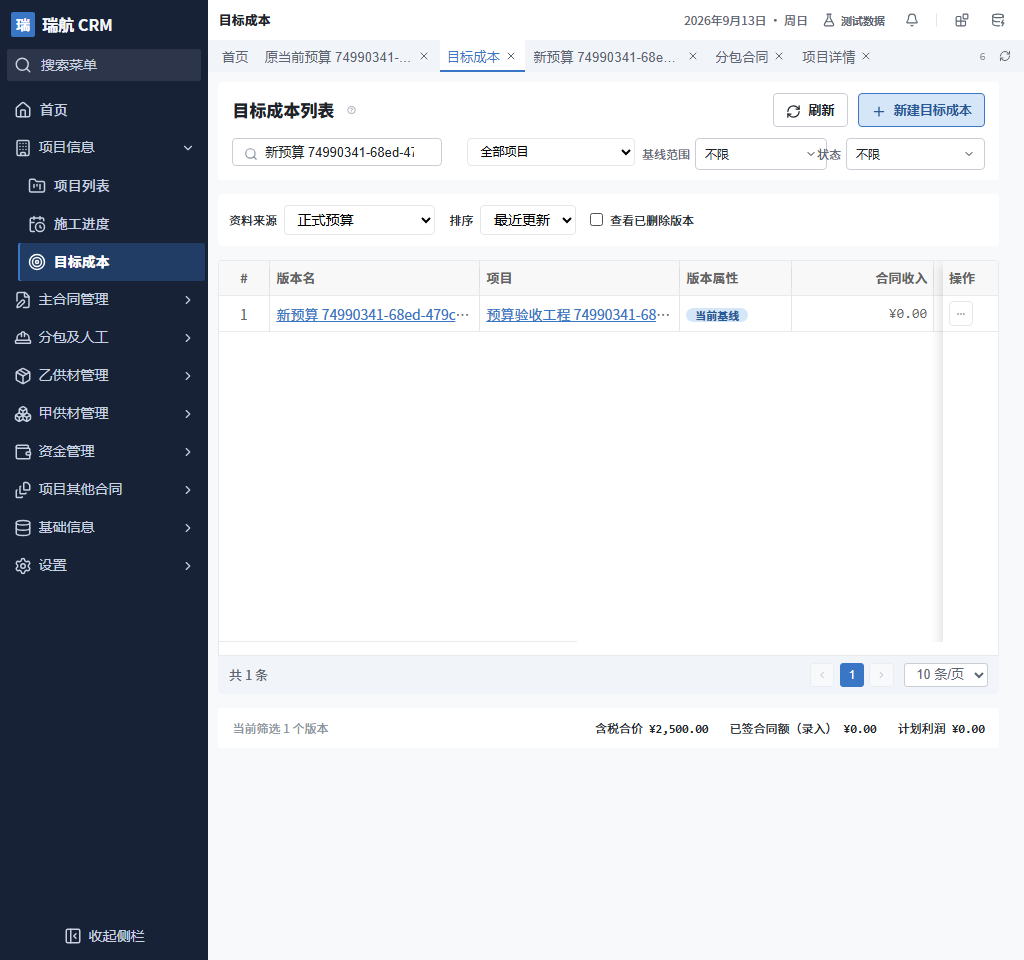 瑞 瑞航 CRM
搜索菜单
首页
项目信息
项目列表
施工进度
目标成本
主合同管理
分包及人工
乙供材管理
甲供材管理
资金管理
项目其他合同
基础信息
设置
收起侧栏
目标成本
2026年9月13日 · 周日 测试数据
首页 原当前预算 74990341-... 目标成本 新预算 74990341-68e... 分包合同 项目详情 6
目标成本列表 刷新 新建目标成本
新预算 74990341-68ed-47 全部项目 基线范围 不限 状态 不限
资料来源 正式预算 排序 最近更新 查看已删除版本
# 版本名 项目 版本属性 合同收入 操作
1 新预算 74990341-68ed-479c... 预算验收工程 74990341-68... 当前基线 ¥0.00 ...
共 1 条 1 10 条/页
当前筛选 1 个版本 含税合价 ¥2,500.00 已签合同额（录入） ¥0.00 计划利润 ¥0.00